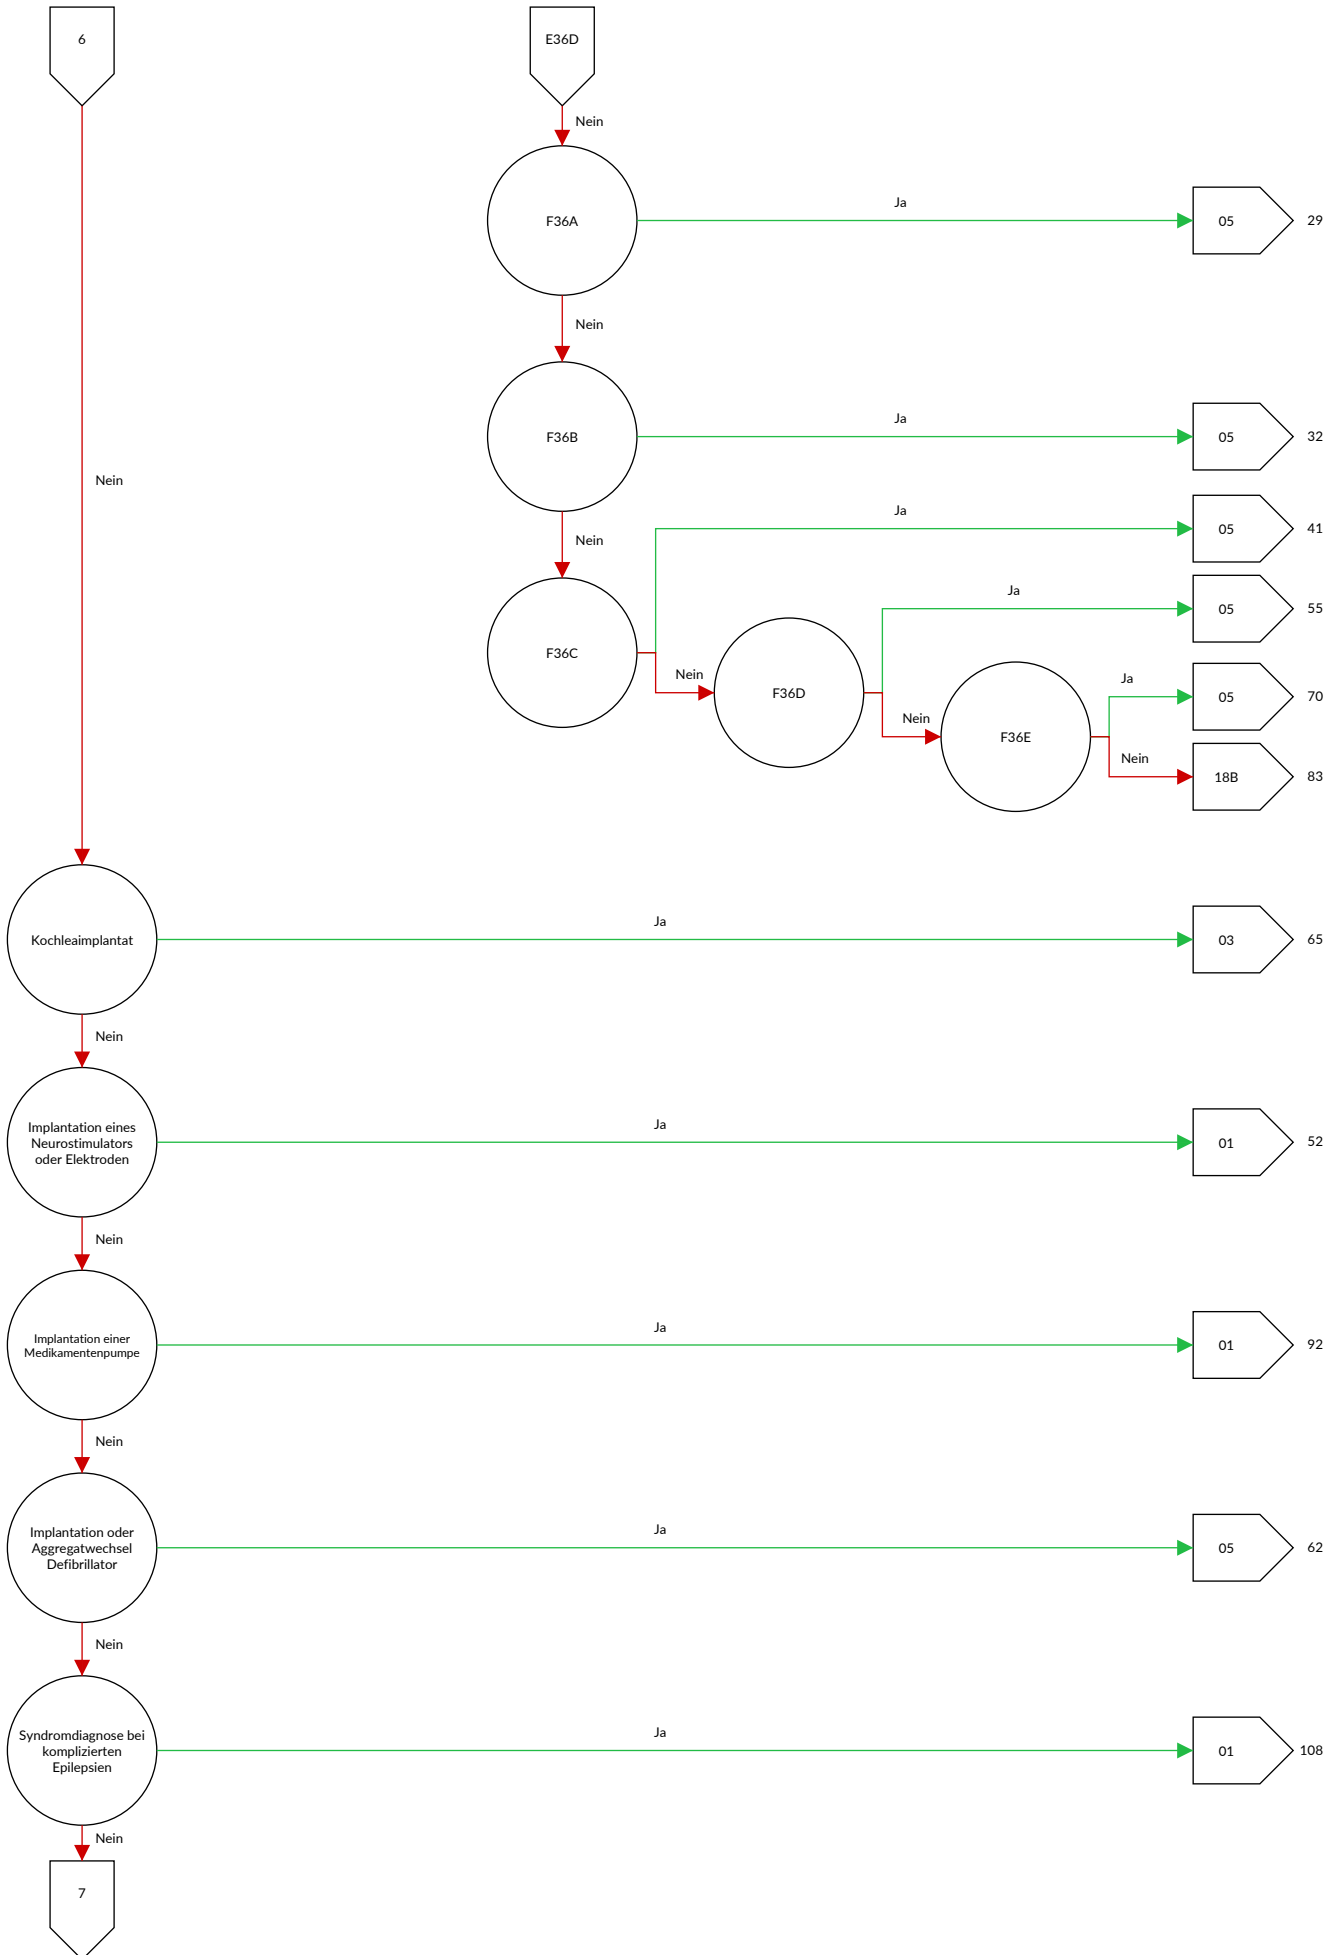 6
E36D
Nein
F36A
Ja
05
29
Nein
F36B
Ja
05
32
Nein
Nein
Ja
05
41
F36C
Nein
F36D
Ja
05
55
Nein
F36E
Ja
05
70
Nein
18B
83
Kochleaimplantat
Ja
03
65
Nein
Implantation eines
Neurostimulators
oder Elektroden
Ja
01
52
Nein
Implantation einer
Medikamentenpumpe
Ja
01
92
Nein
Implantation oder
Aggregatwechsel
Defibrillator
Ja
05
62
Nein
Syndromdiagnose bei
komplizierten
Epilepsien
Ja
01
108
Nein
7